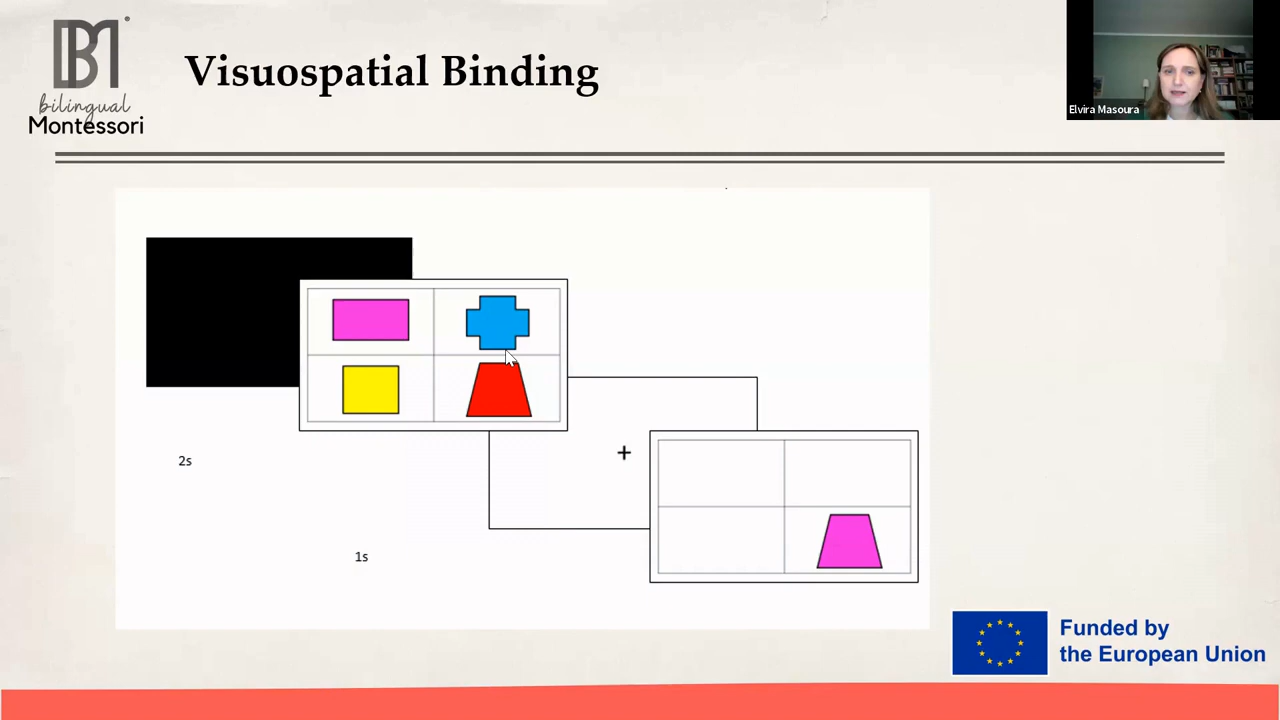 BM
bilingual
Montessori
Visuospatial Binding
Elvira Masoura
2s
+
1s
Funded by
the European Union